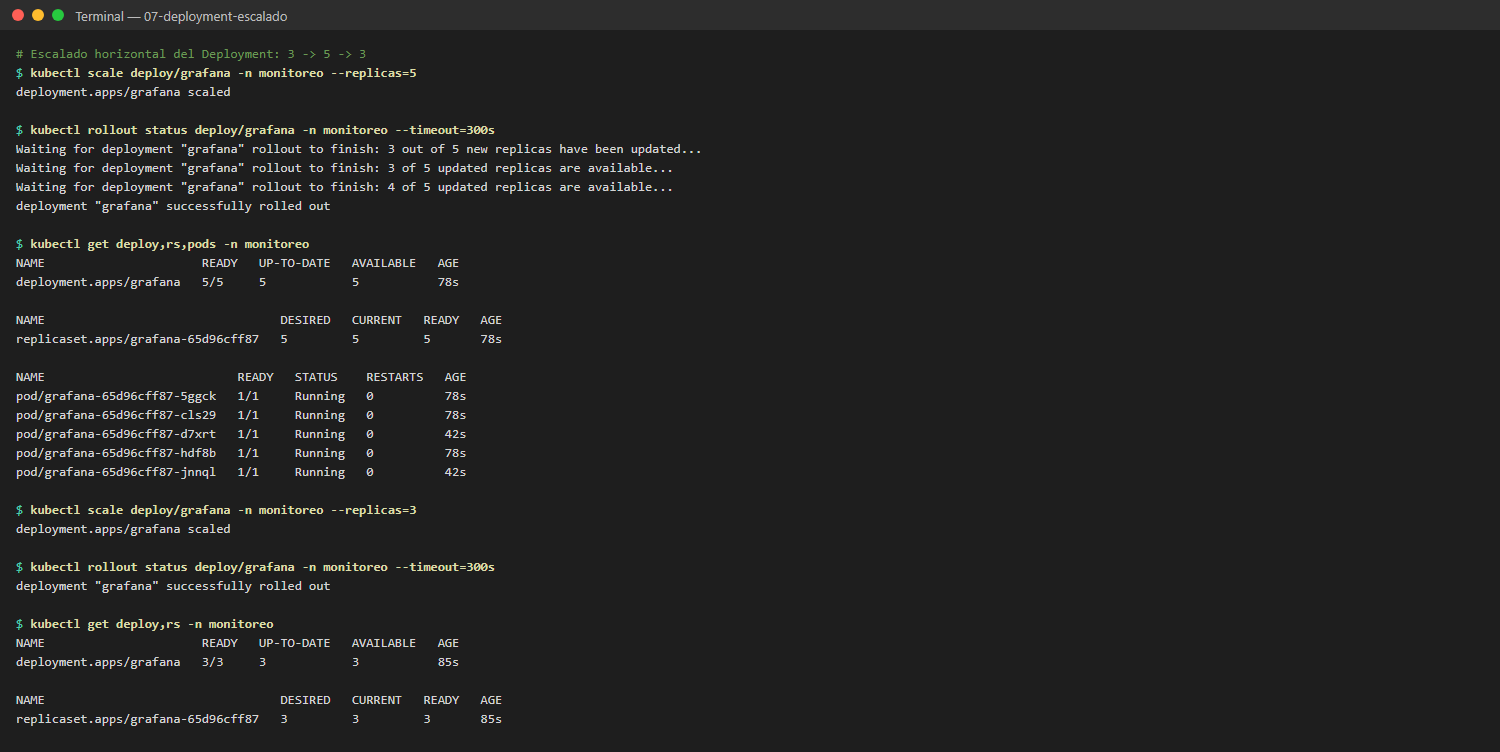 Terminal — 07-deployment-escalado
# Escalado horizontal del Deployment: 3 -> 5 -> 3
$ kubectl scale deploy/grafana -n monitoreo --replicas=5
deployment.apps/grafana scaled
$ kubectl rollout status deploy/grafana -n monitoreo --timeout=300s
Waiting for deployment "grafana" rollout to finish: 3 out of 5 new replicas have been updated...
Waiting for deployment "grafana" rollout to finish: 3 of 5 updated replicas are available...
Waiting for deployment "grafana" rollout to finish: 4 of 5 updated replicas are available...
deployment "grafana" successfully rolled out
$ kubectl get deploy,rs,pods -n monitoreo
NAME                      READY   UP-TO-DATE   AVAILABLE   AGE
deployment.apps/grafana   5/5     5            5           78s
NAME                                 DESIRED   CURRENT   READY   AGE
replicaset.apps/grafana-65d96cff87   5         5         5       78s
NAME                           READY   STATUS    RESTARTS   AGE
pod/grafana-65d96cff87-5ggck   1/1     Running   0          78s
pod/grafana-65d96cff87-cls29   1/1     Running   0          78s
pod/grafana-65d96cff87-d7xrt   1/1     Running   0          42s
pod/grafana-65d96cff87-hdf8b   1/1     Running   0          78s
pod/grafana-65d96cff87-jnnql   1/1     Running   0          42s
$ kubectl scale deploy/grafana -n monitoreo --replicas=3
deployment.apps/grafana scaled
$ kubectl rollout status deploy/grafana -n monitoreo --timeout=300s
deployment "grafana" successfully rolled out
$ kubectl get deploy,rs -n monitoreo
NAME                      READY   UP-TO-DATE   AVAILABLE   AGE
deployment.apps/grafana   3/3     3            3           85s
NAME                                 DESIRED   CURRENT   READY   AGE
replicaset.apps/grafana-65d96cff87   3         3         3       85s